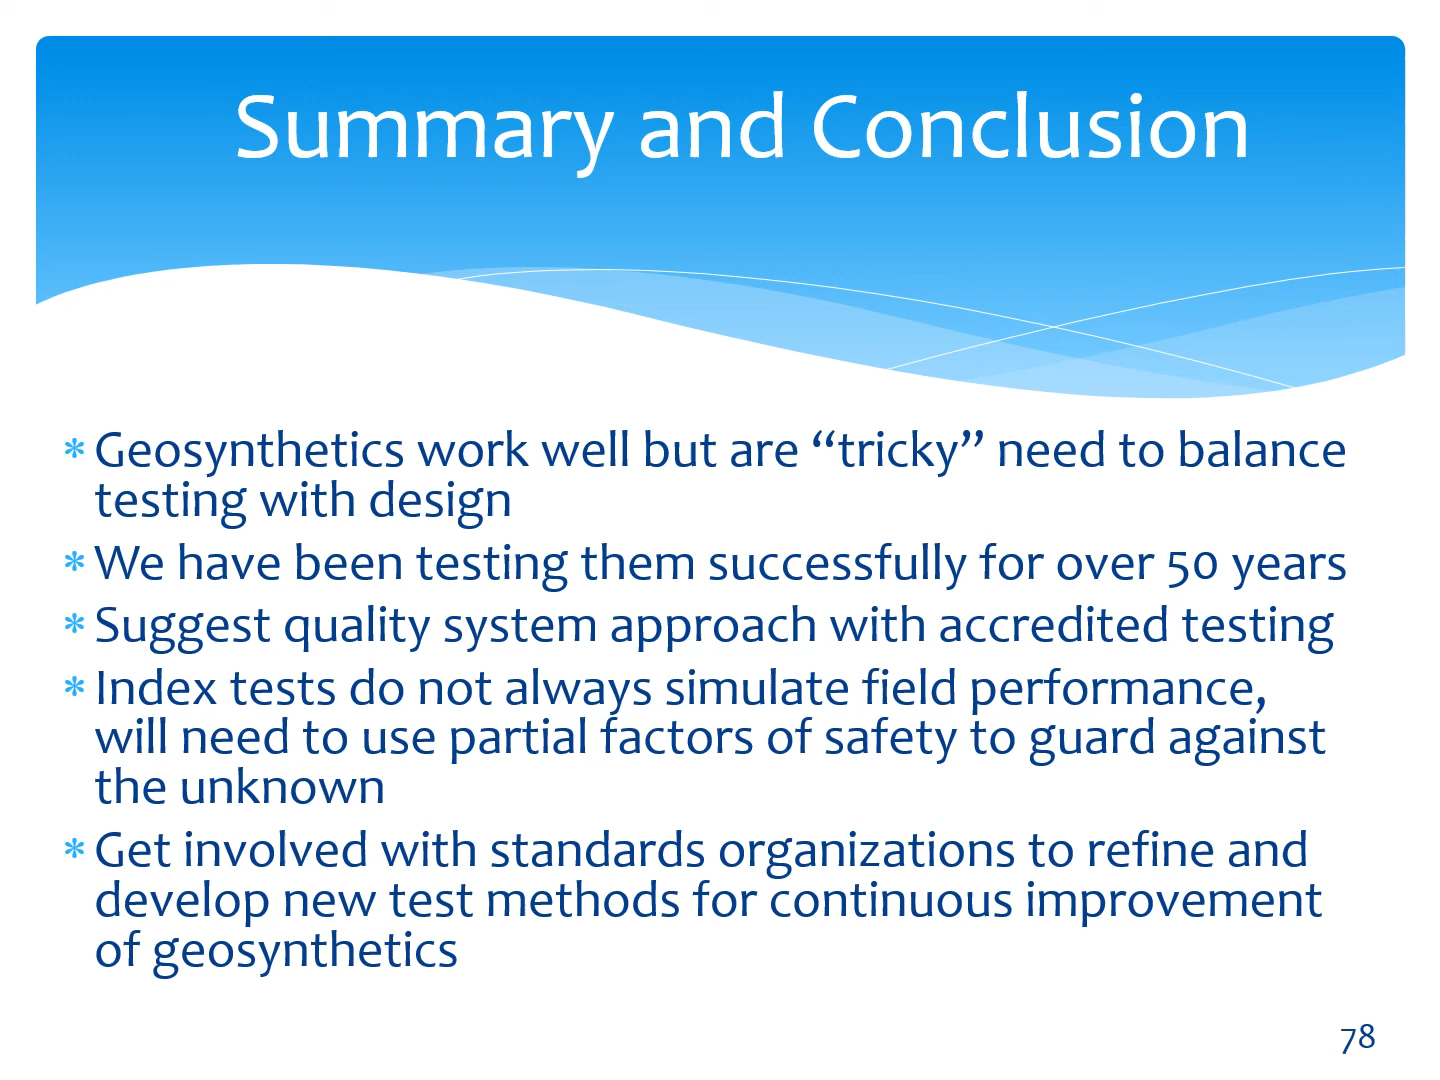 Summary and Conclusion
* Geosynthetics work well but are “tricky” need to balance
testing with design
* We have been testing them successfully for over 50 years
* Suggest quality system approach with accredited testing
* Index tests do not always simulate field performance,
will need to use partial factors of safety to guard against
the unknown
* Get involved with standards organizations to refine and
develop new test methods for continuous improvement
of geosynthetics
78